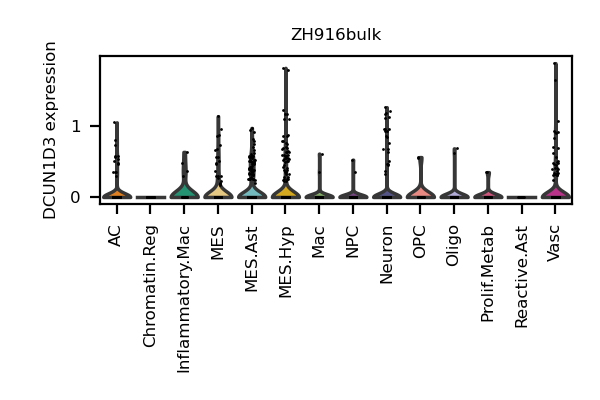 ZH916bulk
DCUN1D3 expression
1
0
AC
Chromatin.Reg
Inflammatory.Mac
MES
MES.Ast
MES.Hyp
Mac
NPC
Neuron
OPC
Oligo
Prolif.Metab
Reactive.Ast
Vasc